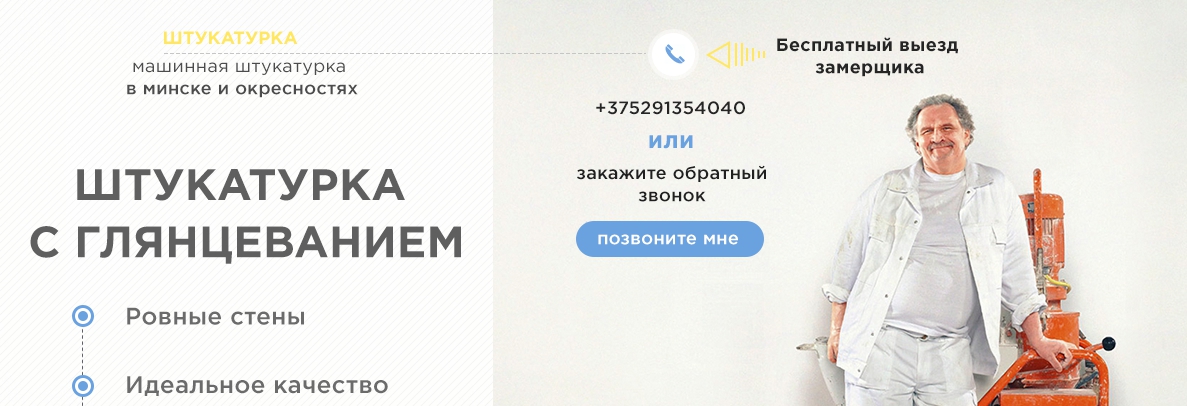 ШТУКАТУРКА
машинная штукатурка
в минске и окресностях
Бесплатный выезд
замерщика
+375291354040
или
закажите обратный
звонок
позвоните мне
ШТУКАТУРКА
С ГЛЯНЦЕВАНИЕМ
Ровные стены
Идеальное качество